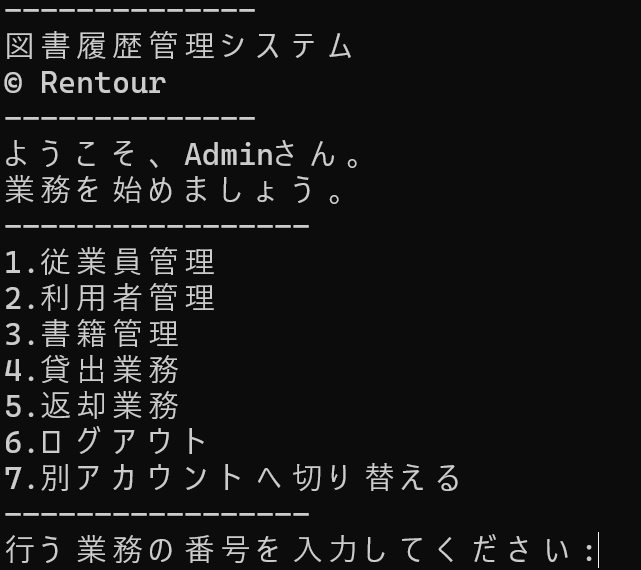 --------------
図書履歴管理システム
© Rentour
--------------
ようこそ、Adminさん。
業務を始めましょう。
-----------------
1.従業員管理
2.利用者管理
3.書籍管理
4.貸出業務
5.返却業務
6.ログアウト
7.別アカウントへ切り替える
-----------------
行う業務の番号を入力してください: